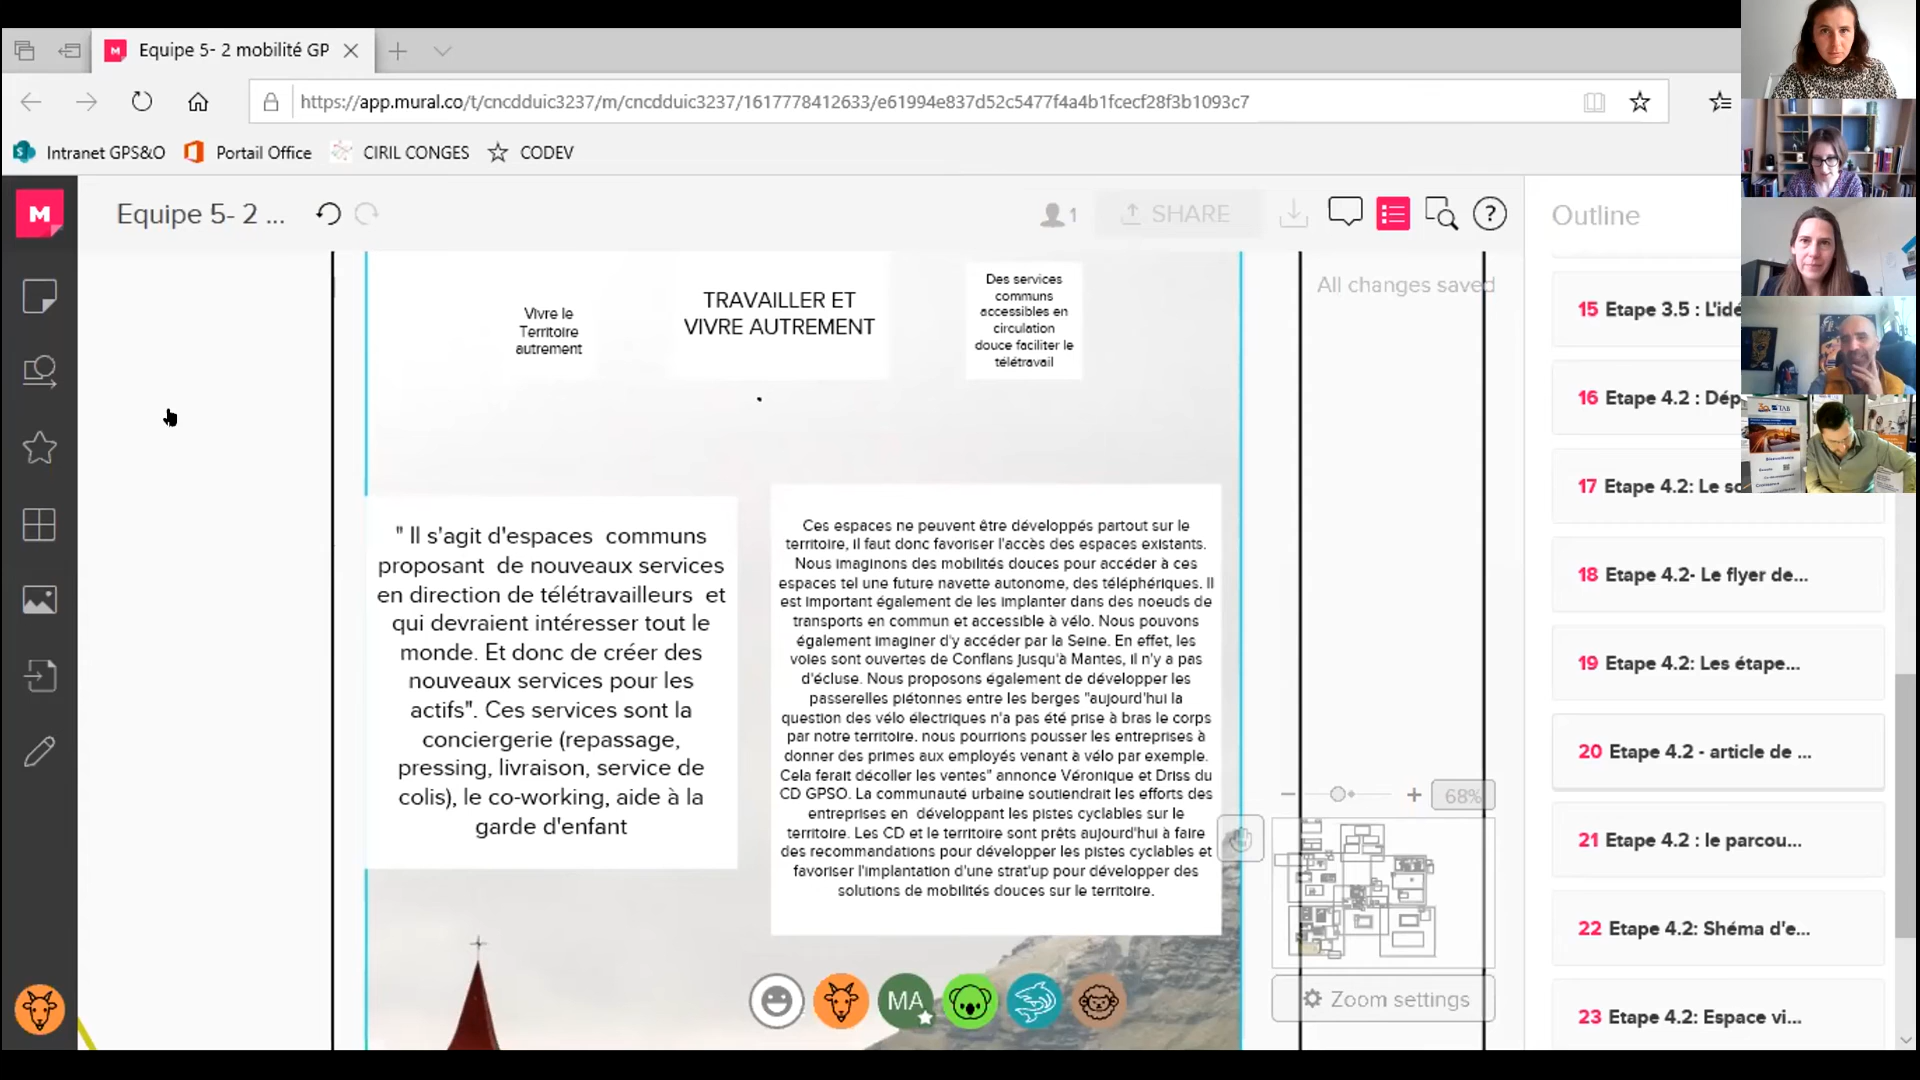 Equipe 5- 2 mobilité GP
https://app.mural.co/t/cncdduic3237/m/cncdduic3237/1617778412633/e61994e837d52c5477f4a4b1fcecf28f3b1093c7
Intranet GPS&O
Portail Office
CIRIL CONGES
CODEV
M
Equipe 5- 2 ...
1
SHARE
?
Outline
All changes saved
Vivre le
Territoire
autrement
TRAVAILLER ET
VIVRE AUTREMENT
Des services
communs
accessibles en
circulation
douce faciliter le
télétravail
" Il s'agit d'espaces communs
proposant de nouveaux services
en direction de télétravailleurs et
qui devraient intéresser tout le
monde. Et donc de créer des
nouveaux services pour les
actifs". Ces services sont la
conciergerie (repassage,
pressing, livraison, service de
colis), le co-working, aide à la
garde d'enfant
Ces espaces ne peuvent être développés partout sur le
territoire, il faut donc favoriser l'accès des espaces existants.
Nous imaginons des mobilités douces pour accéder à ces
espaces tel une future navette autonome, des téléphériques. Il
est important également de les implanter dans des noeuds de
transports en commun et accessible à vélo. Nous pouvons
également imaginer d'y accéder par la Seine. En effet, les
voies sont ouvertes de Conflans jusqu'à Mantes, il n'y a pas
d'écluse. Nous proposons également de développer les
passerelles piétonnes entre les berges "aujourd'hui la
question des vélo électriques n'a pas été prise à bras le corps
par notre territoire. nous pourrions pousser les entreprises à
donner des primes aux employés venant à vélo par exemple.
Cela ferait décoller les ventes" annonce Véronique et Driss du
CD GPSO. La communauté urbaine soutiendrait les efforts des
entreprises en développant les pistes cyclables sur le
territoire. Les CD et le territoire sont prêts aujourd'hui à faire
des recommandations pour développer les pistes cyclables et
favoriser l'implantation d'une strat'up pour développer des
solutions de mobilités douces sur le territoire.
15 Etape 3.5 : L'idé
16 Etape 4.2 : Dép
17 Etape 4.2: Le so
18 Etape 4.2- Le flyer de...
19 Etape 4.2: Les étape...
20 Etape 4.2 - article de ...
21 Etape 4.2 : le parcou...
22 Etape 4.2: Shéma d'e...
23 Etape 4.2: Espace vi...
68%
Zoom settings
MA
TAB